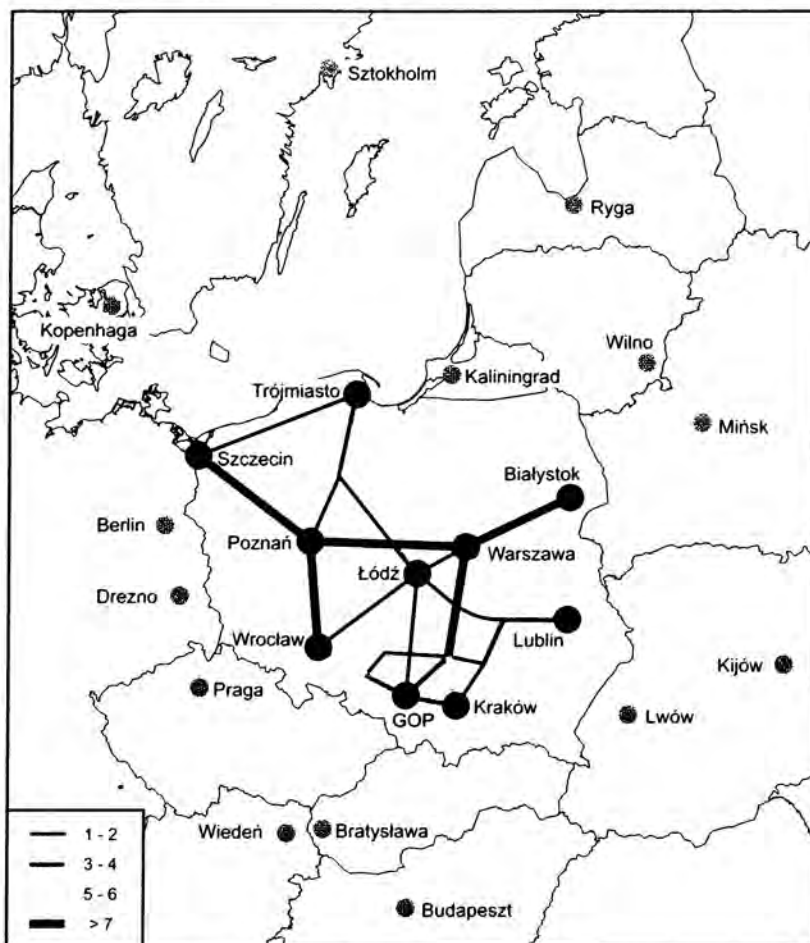 Sztokholm
Ryga
Kopenhaga
Wilno
Kaliningrad
Trójmiasto
Mińsk
Szczecin
Białystok
Berlin
Poznań
Warszawa
Łódź
Drezno
Wrocław
Lublin
Kijów
Praga
GOP
Kraków
Lwów
Wiedeń
Bratysława
Budapeszt
1 - 2
3 - 4
5 - 6
> 7